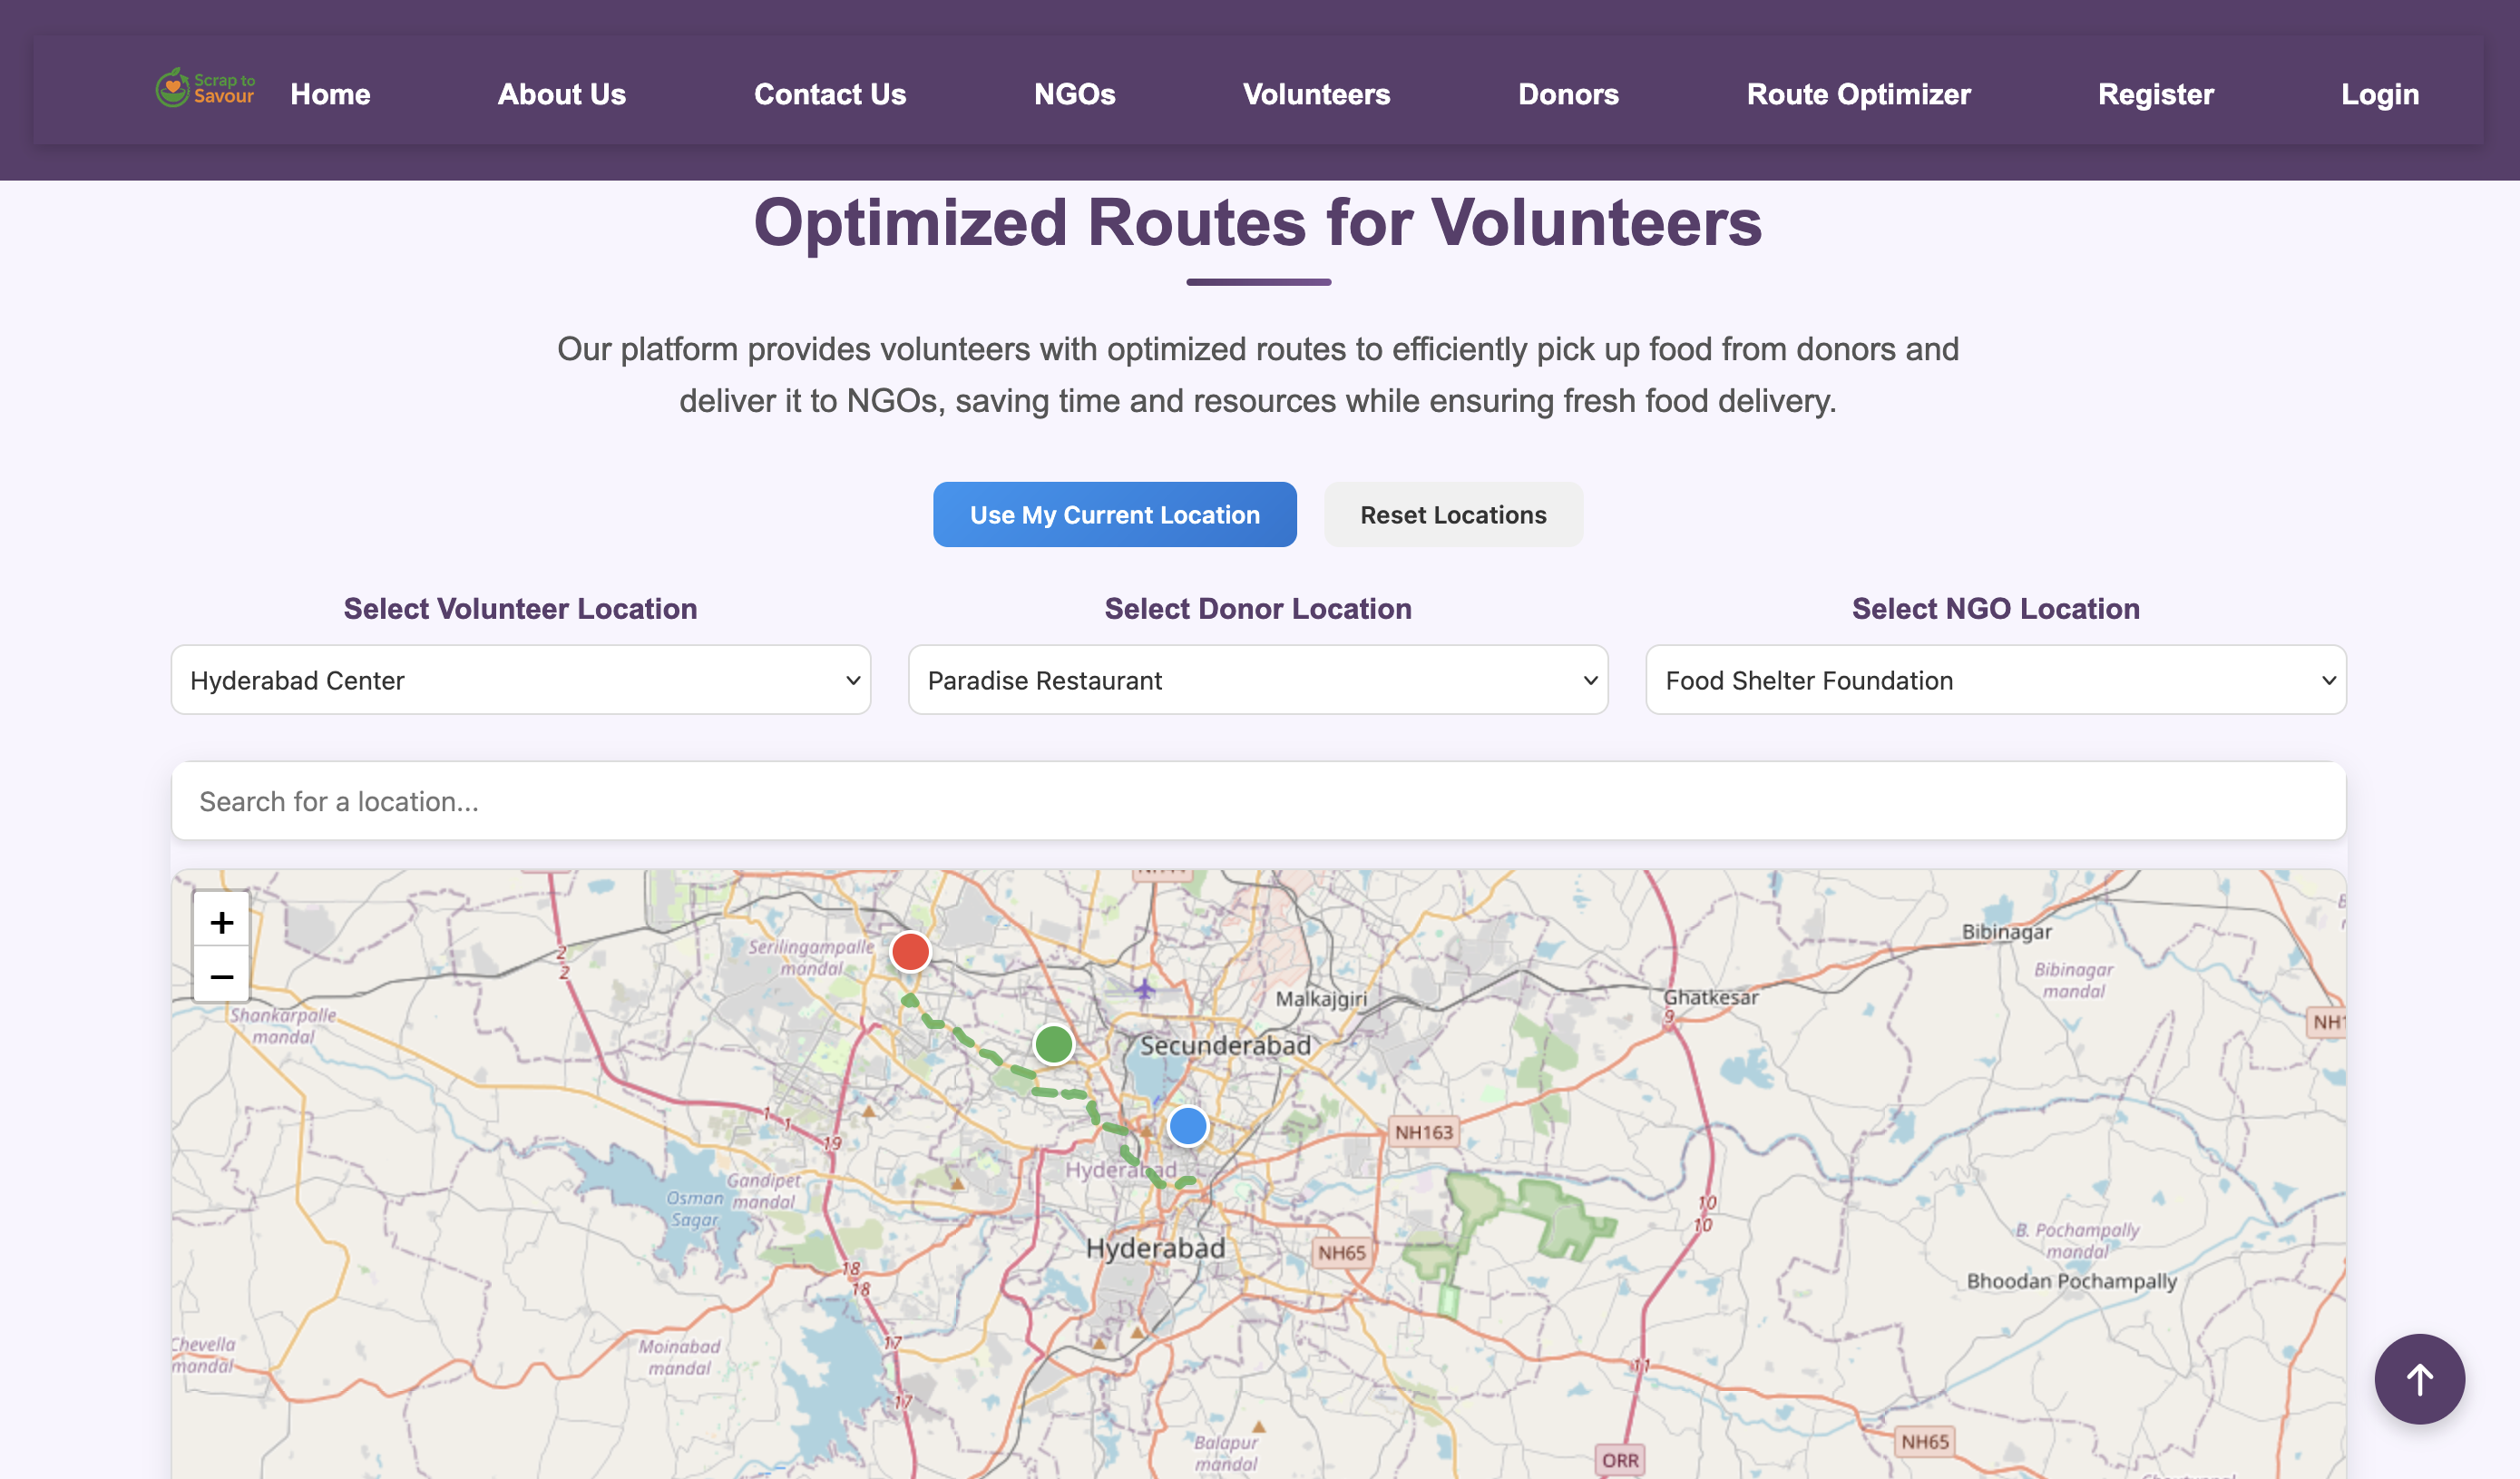 Scrap to
Savour
Home
About Us
Contact Us
NGOs
Volunteers
Donors
Route Optimizer
Register
Login
Optimized Routes for Volunteers
Our platform provides volunteers with optimized routes to efficiently pick up food from donors and
deliver it to NGOs, saving time and resources while ensuring fresh food delivery.
Use My Current Location
Reset Locations
Select Volunteer Location
Select Donor Location
Select NGO Location
Hyderabad Center
Paradise Restaurant
Food Shelter Foundation
Search for a location...
+
−
Serilingampalle
mandal
2
2
Shonkarpalle
mandal
Malkajgiri
Secunderabad
Ghatkesar
9
Bibinagar
Bibinagar
mandal
NH1
1
1
19
NH163
Hyderabad
Gandipet
mandal
Osman
Sagar
10
10
B. Pochampally
mandal
Hyderabad
NH65
Bhoodan Pochampally
18
18
17
Chevella
mandal
Moinabad
mandal
11
17
Balapur
mandal
NH65
ORR